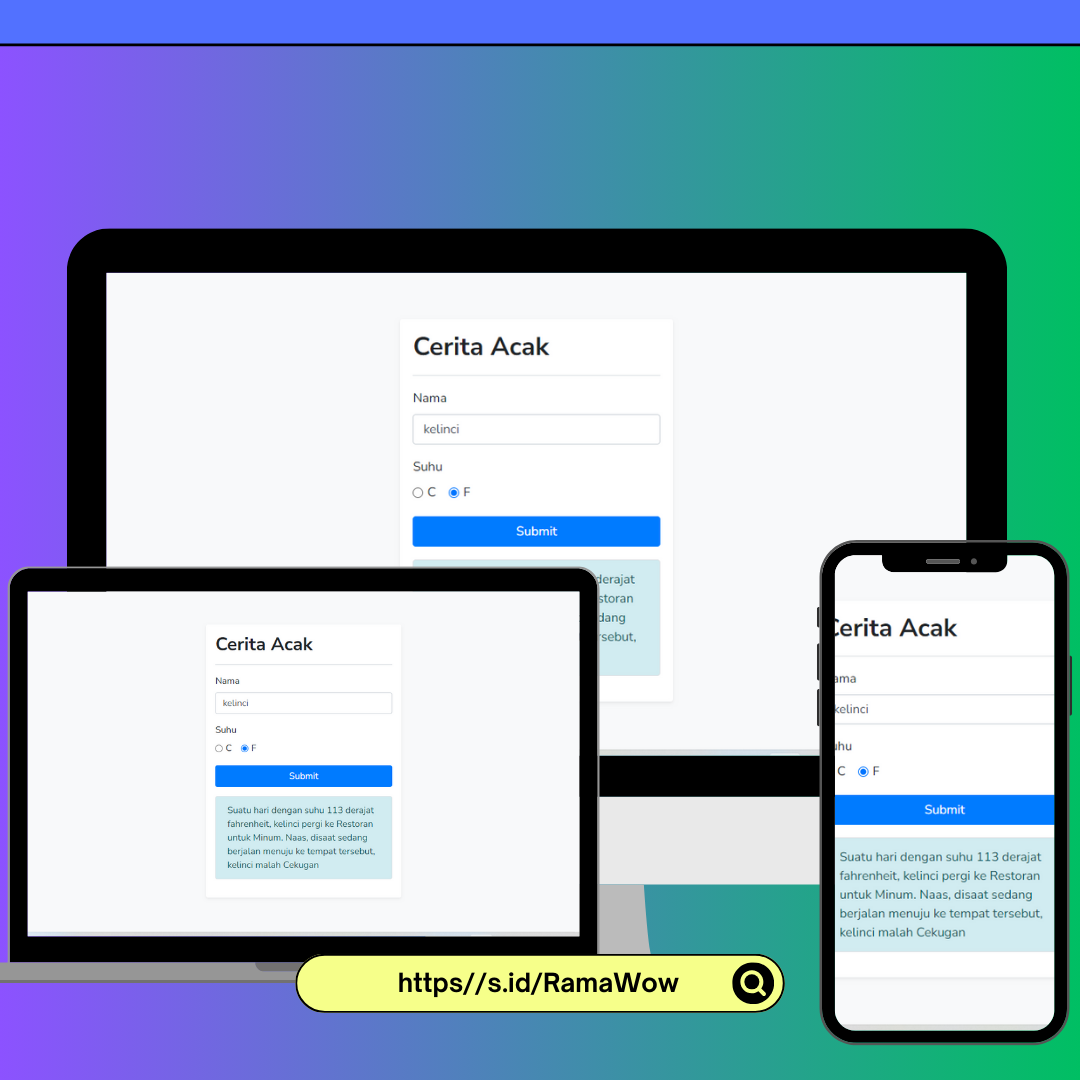 Cerita Acak
Nama
kelinci
Suhu
C F
Submit
derajat
storan
dang
rsebut,
Cerita Acak
Nama
kelinci
Suhu
C F
Submit
Suatu hari dengan suhu 113 derajat
fahrenheit, kelinci pergi ke Restoran
untuk Minum. Naas, disaat sedang
berjalan menuju ke tempat tersebut,
kelinci malah Cekugan
Cerita Acak
ama
kelinci
uhu
C F
Submit
Suatu hari dengan suhu 113 derajat
fahrenheit, kelinci pergi ke Restoran
untuk Minum. Naas, disaat sedang
berjalan menuju ke tempat tersebut,
kelinci malah Cekugan
https//s.id/RamaWow